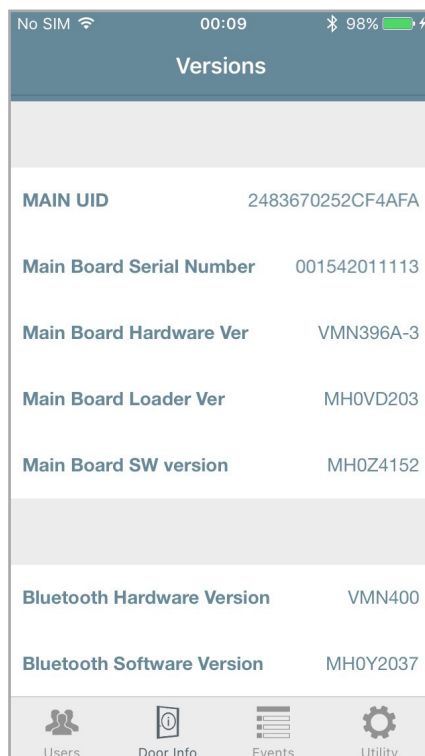 No SIM 00:09 98%
Versions
MAIN UID 2483670252CF4AFA
Main Board Serial Number 001542011113
Main Board Hardware Ver VMN396A-3
Main Board Loader Ver MH0VD203
Main Board SW version MH0Z4152
Bluetooth Hardware Version VMN400
Bluetooth Software Version MH0Y2037
Users Door Info Events Utility